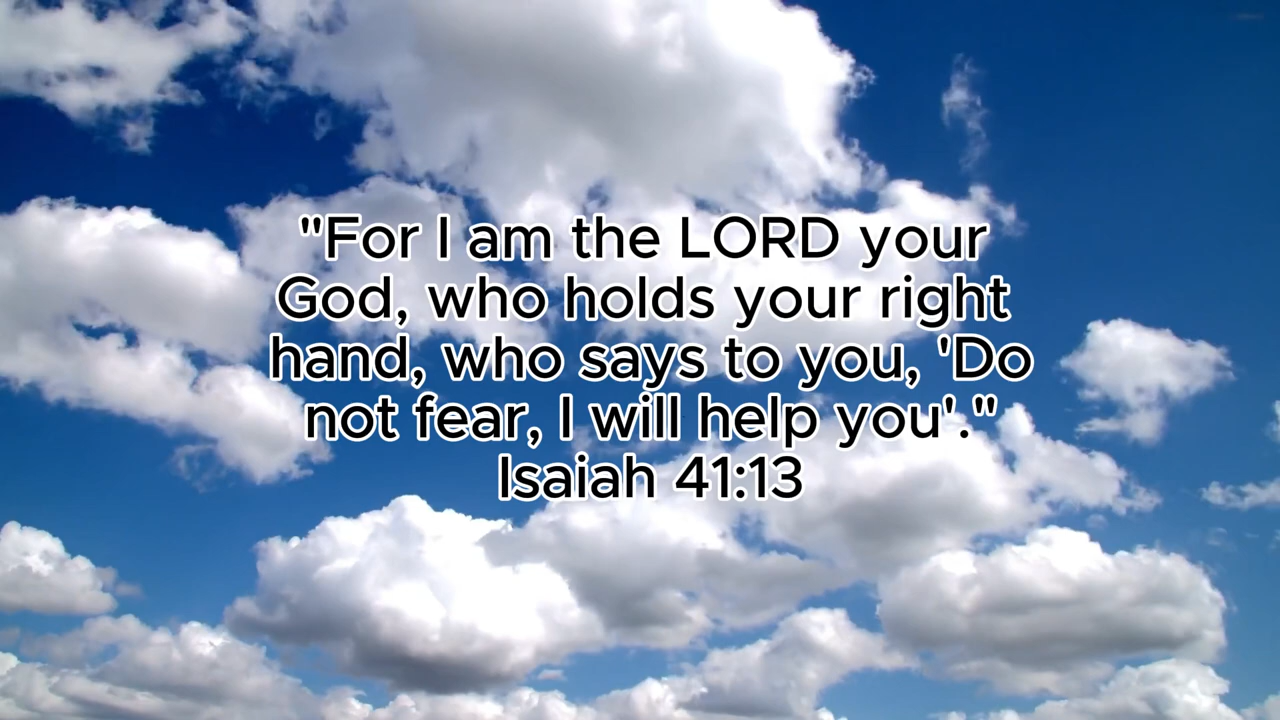 "For I am the LORD your
God, who holds your right
hand, who says to you, 'Do
not fear, I will help you'."
Isaiah 41:13